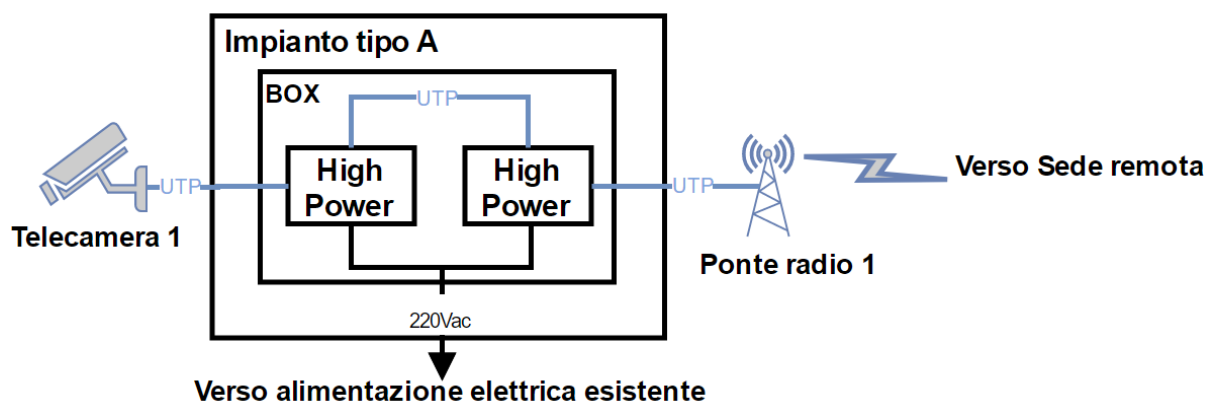 Impianto tipo A
BOX
UTP
High
Power
High
Power
UTP
UTP
Verso Sede remota
Telecamera 1
Ponte radio 1
220Vac
Verso alimentazione elettrica esistente